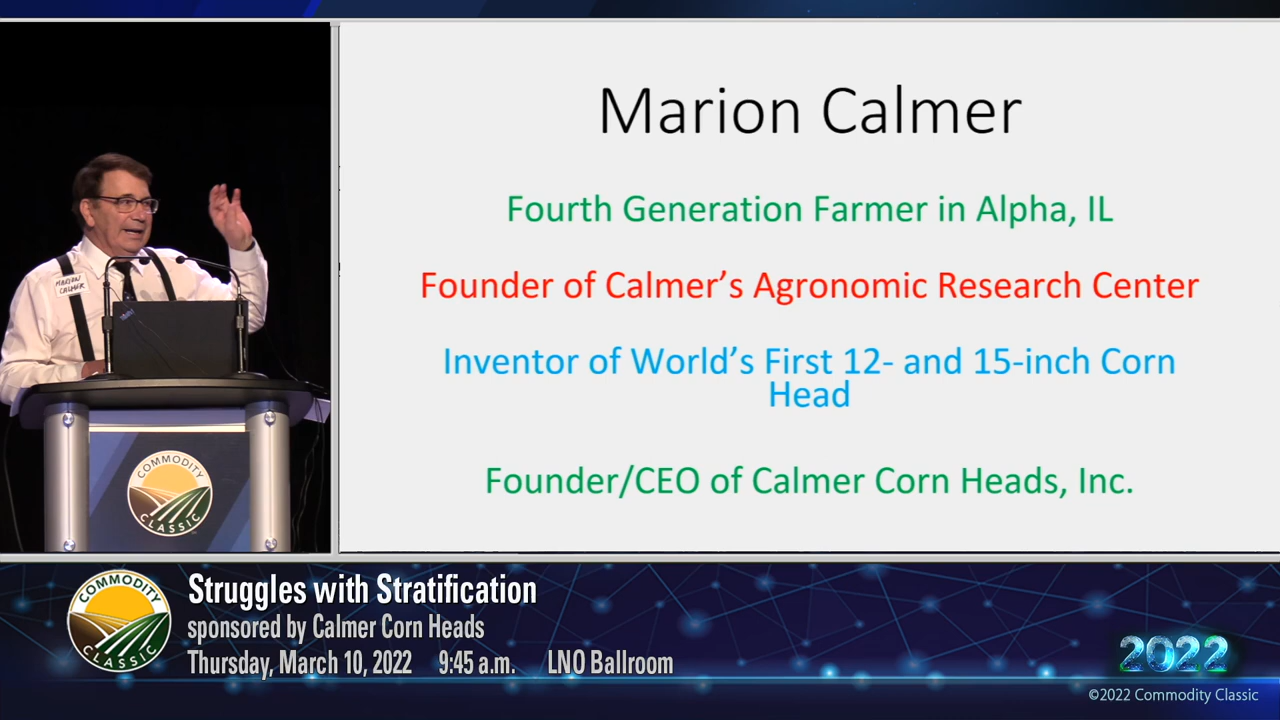 Marion Calmer
Fourth Generation Farmer in Alpha, IL
Founder of Calmer's Agronomic Research Center
Inventor of World's First 12- and 15-inch Corn
Head
Founder/CEO of Calmer Corn Heads, Inc.
MARION
CALMER
COMMODITY
CLASSIC
COMMODITY
CLASSIC
Struggles with Stratification
sponsored by Calmer Corn Heads
Thursday, March 10, 2022 9:45 a.m. LNO Ballroom
2022
©2022 Commodity Classic